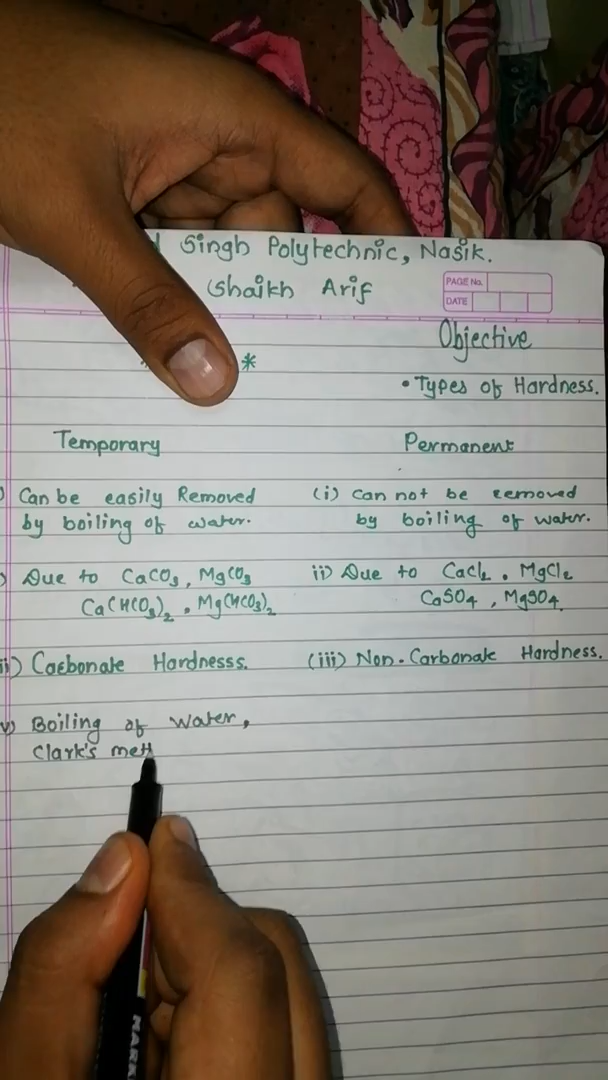 Singh Polytechnic, Nasik.
Shaikh Arif
PAGE No.
DATE
Objective
*
• Types of Hardness.
Temporary
Permanent
Can be easily Removed
by boiling of water.
(i) Can not be removed
by boiling of water.
Due to CaCO3, MgCO3
Ca(HCO3)2 . Mg(HCO3)2
ii) Due to CaCl2 . MgCl2
CaSO4 , MgSO4.
ii) Carbonate Hardnesss.
(iii) Non-Carbonate Hardness.
v) Boiling of Water,
Clark's meth
MARK